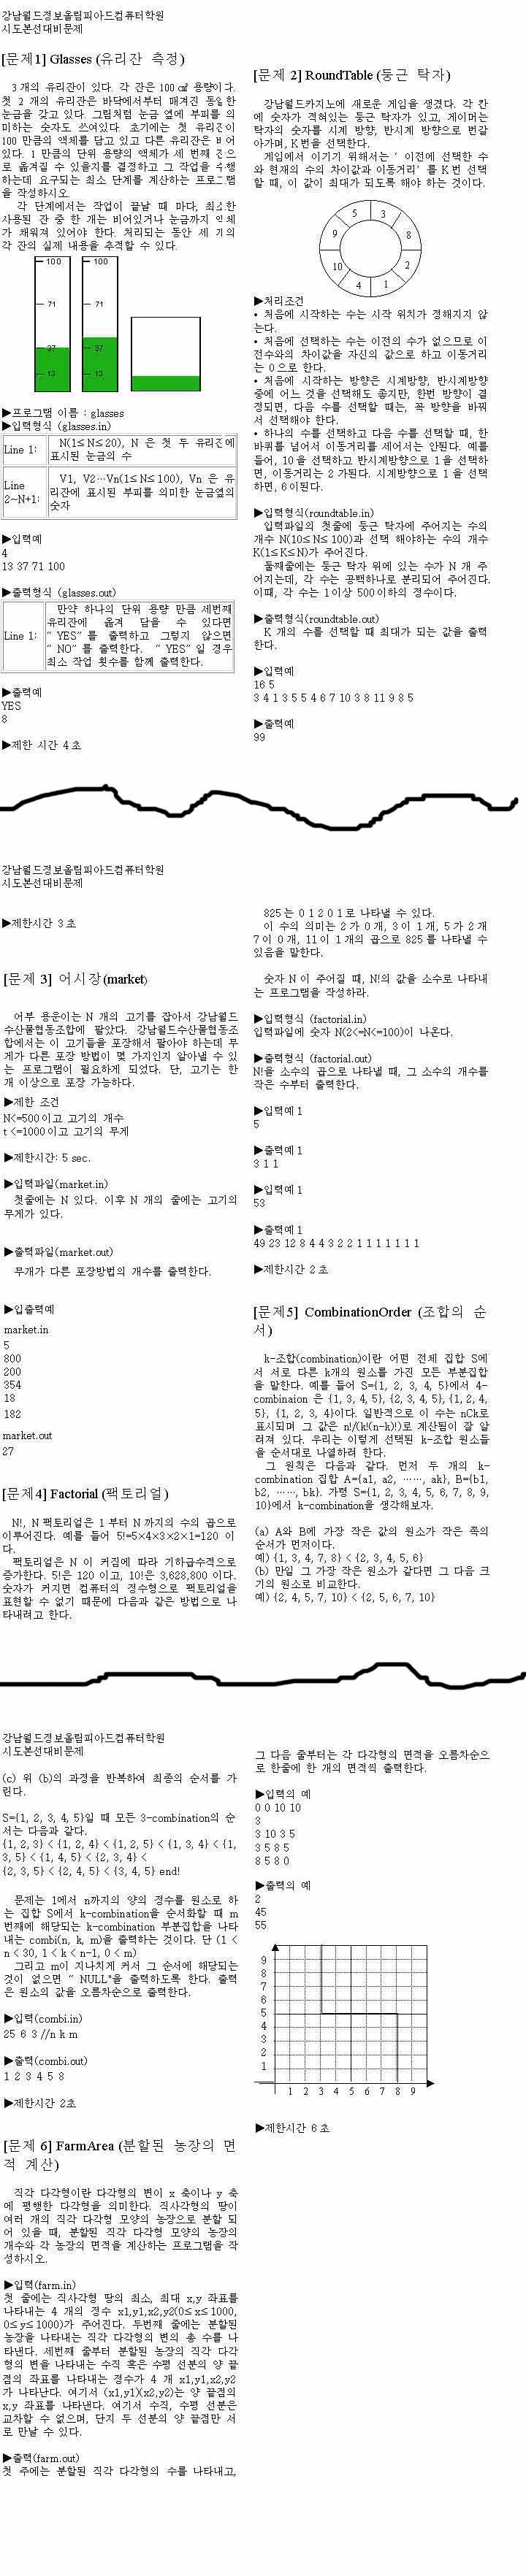 강남월드정보올림피아드컴퓨터학원
시도본선대비문제
[문제1] Glasses (유리잔 측정)
3개의 유리잔이 있다. 각 잔은 100㎤ 용량이다.
첫 2 개의 유리잔은 바닥에서부터 매겨진 동일한
눈금을 갖고 있다. 그림처럼 눈금 옆에 부피를 의
미하는 숫자도 쓰여있다. 초기에는 첫 유리잔이
100 만큼의 액체를 담고 있고 다른 유리잔은 비어
있다. 1 만큼의 단위 용량의 액체가 세 번째 잔으
로 옮겨질 수 있을지를 결정하고 그 작업을 수행
하는데 요구되는 최소 단계를 계산하는 프로그램
을 작성하시오.
각 단계에서는 작업이 끝날 때 마다, 최소한
사용된 잔 중 한 개는 비어있거나 눈금까지 액체
가 채워져 있어야 한다. 처리되는 동안 세 개의
각 잔의 실제 내용을 추격할 수 있다.
100 100
71 71
37 37
13 13
▶프로그램 이름 : glasses
▶입력형식 (glasses.in)
Line 1: N(1≤N≤20), N 은 첫 두 유리잔에
표시된 눈금의 수
Line
2~N+1: V1, V2…Vn(1≤N≤100), Vn 은 유
리잔에 표시된 부피를 의미한 눈금옆의
숫자
▶입력예
4
13 37 71 100
▶출력형식 (glasses.out)
Line 1: 만약 하나의 단위 용량 만큼 세번째
유리잔에 옮겨 담을 수 있다면
“ YES” 를 출력하고 그렇지 않으면
“ NO” 를 출력한다. “ YES” 일 경우
최소 작업 횟수를 함께 출력한다.
▶출력예
YES
8
▶제한 시간 4초
[문제 2] RoundTable (둥근 탁자)
강남월드카지노에 새로운 게임을 생겼다. 각 칸
에 숫자가 적혀있는 둥근 탁자가 있고, 게이머는
탁자의 숫자를 시계 방향, 반시계 방향으로 번갈
아가며, K번을 선택한다.
게임에서 이기기 위해서는 ‘ 이전에 선택한 수
와 현재의 수의 차이값과 이동거리’ 를 K 번 선택
할 때, 이 값이 최대가 되도록 해야 하는 것이다.
5 3
9 8
10 2
4 1
▶처리조건
• 처음에 시작하는 수는 시작 위치가 정해지지 않
는다.
• 처음에 선택하는 수는 이전의 수가 없으므로 이
전수와의 차이값을 자신의 값으로 하고 이동거리
는 0으로 한다.
• 처음에 시작하는 방향은 시계방향, 반시계방향
중에 어느 것을 선택해도 좋지만, 한번 방향이 결
정되면, 다음 수를 선택할 때는, 꼭 방향을 바꿔
서 선택해야 한다.
• 하나의 수를 선택하고 다음 수를 선택할 때, 한
바퀴를 넘어서 이동거리를 세어서는 안된다. 예를
들어, 10을 선택하고 반시계방향으로 1을 선택하
면, 이동거리는 2 가된다. 시계방향으로 1 을 선택
하면, 6이된다.
▶입력형식(roundtable.in)
입력파일의 첫줄에 둥근 탁자에 주어지는 수의
개수 N(10≤N≤100)과 선택 해야하는 수의 개수
K(1≤K≤N)가 주어진다.
둘째줄에는 둥근 탁자 위에 있는 수가 N 개 주
어지는데, 각 수는 공백하나로 분리되어 주어진다.
이때, 각 수는 1이상 500이하의 정수이다.
▶출력형식(roundtable.out)
K 개의 수를 선택할 때 최대가 되는 값을 출력
한다.
▶입력예
16 5
3 4 1 3 5 5 4 6 7 10 3 8 11 9 8 5
▶출력예
99
강남월드정보올림피아드컴퓨터학원
시도본선대비문제
▶제한시간 3초
[문제 3] 어시장(market)
어부 용운이는 N 개의 고기를 잡아서 강남월드
수산물협동조합에 팔았다. 강남월드수산물협동조
합에서는 이 고기들을 포장해서 팔아야 하는데 무
게가 다른 포장 방법이 몇 가지인지 알아낼 수 있
는 프로그램이 필요하게 되었다. 단, 고기는 한
개 이상으로 포장 가능하다.
▶제한 조건
N<=500이고 고기의 개수
t <=1000이고 고기의 무게
▶제한시간: 5 sec.
▶입력파일(market.in)
첫줄에는 N 있다. 이후 N 개의 줄에는 고기의
무게가 있다.
▶출력파일(market.out)
무개가 다른 포장방법의 개수를 출력한다.
▶입출력예
market.in
5
800
200
354
18
182
market.out
27
[문제4] Factorial (팩토리얼)
N!, N 팩토리얼은 1 부터 N 까지의 수의 곱으로
이루어진다. 예를 들어 5!=5×4×3×2×1=120 이
다.
팩토리얼은 N 이 커짐에 따라 기하급수격으로
증가한다. 5!은 120 이고, 10!은 3,628,800 이다.
숫자가 커지면 컴퓨터의 정수형으로 팩토리얼을
표현할 수 없기 때문에 다음과 같은 방법으로 나
타내려고 한다.
825는 0 1 2 0 1로 나타낼 수 있다.
이 수의 의미는 2 가 0 개, 3 이 1 개, 5 가 2 개
7 이 0 개, 11 이 1 개의 곱으로 825 를 나타낼 수
있음을 말한다.
숫자 N 이 주어질 때, N!의 값을 소수로 나타내
는 프로그램을 작성하라.
▶입력형식 (factorial.in)
입력파일에 숫자 N(2<=N<=100)이 나온다.
▶출력형식 (factorial.out)
N!을 소수의 곱으로 나타낼 때, 그 소수의 개수를
작은 수부터 출력한다.
▶입력예 1
5
▶출력예 1
3 1 1
▶입력예 1
53
▶출력예 1
49 23 12 8 4 4 3 2 2 1 1 1 1 1 1 1
▶제한시간 2초
[문제5] CombinationOrder (조합의 순
서)
k-조합(combination)이란 어떤 전체 집합 S에
서 서로 다른 k개의 원소를 가진 모든 부분집합
을 말한다. 예를 들어 S={1, 2, 3, 4, 5}에서 4-
combinaion 은 {1, 3, 4, 5}, {2, 3, 4, 5}, {1, 2, 4,
5}, {1, 2, 3, 4}이다. 일반격으로 이 수는 nCk로
표시되며 그 값은 n!/(k!(n-k)!)로 계산됨이 잘 알
려져 있다. 우리는 이렇게 선택된 k-조합 원소들
을 순서대로 나열하려 한다.
그 원칙은 다음과 같다. 먼저 두 개의 k-
combination 집합 A={a1, a2, ……, ak}, B={b1,
b2, ……, bk}. 가령 S={1, 2, 3, 4, 5, 6, 7, 8, 9,
10}에서 k-combination을 생각해보자.
(a) A와 B에 가장 작은 값의 원소가 작은 쪽의
순서가 먼저이다.
예) {1, 3, 4, 7, 8} < {2, 3, 4, 5, 6}
(b) 만일 그 가장 작은 원소가 같다면 그 다음 크
기의 원소로 비교한다.
예) {2, 4, 5, 7, 10} < {2, 5, 6, 7, 10}
강남월드정보올림피아드컴퓨터학원
시도본선대비문제
(c) 위 (b)의 과정을 반복하여 최종의 순서를 가
린다.
S={1, 2, 3, 4, 5}일 때 모든 3-combination의 순
서는 다음과 같다.
{1, 2, 3} < {1, 2, 4} < {1, 2, 5} < {1, 3, 4} < {1,
3, 5} < {1, 4, 5} < {2, 3, 4} <
{2, 3, 5} < {2, 4, 5} < {3, 4, 5} end!
문제는 1에서 n까지의 양의 정수를 원소로 하
는 집합 S에서 k-combination을 순서화할 때 m
번째에 해당되는 k-combination 부분집합을 나타
내는 combi(n, k, m)을 출력하는 것이다. 단 (1 <
n < 30, 1 < k < n-1, 0 < m)
그리고 m이 지나치게 커서 그 순서에 해당되는
것이 없으면 “ NULL"을 출력하도록 한다. 출력
은 원소의 값을 오름차순으로 출력한다.
▶입력(combi.in)
25 6 3 //n k m
▶출력(combi.out)
1 2 3 4 5 8
▶제한시간 2초
[문제 6] FarmArea (분할된 농장의 면
적 계산)
직각 다각형이란 다각형의 변이 x 축이나 y 축
에 평행한 다각형을 의미한다. 직사각형의 땅이
여러 개의 직각 다각형 모양의 농장으로 분할 되
어 있을 때, 분할된 직각 다각형 모양의 농장의
개수와 각 농장의 면적을 계산하는 프로그램을 작
성하시오.
▶입력(farm.in)
첫 줄에는 직사각형 땅의 최소, 최대 x,y 좌표를
나타내는 4 개의 정수 x1,y1,x2,y2(0≤x≤1000,
0≤y≤1000)가 주어진다. 두번째 줄에는 분할된
농장을 나타내는 직각 다각형의 변의 총 수를 나
타낸다. 세번째 줄부터 분할된 농장의 직각 다각
형의 변을 나타내는 수직 혹은 수평 선분의 양 끝
점의 좌표를 나타내는 정수가 4 개 x1,y1,x2,y2
가 나타난다. 여기서 (x1,y1)(x2,y2)는 양 끝점의
x,y 좌표를 나타낸다. 여기서 수직, 수평 선분은
교차할 수 없으며, 단지 두 선분의 양 끝점만 서
로 만날 수 있다.
▶출력(farm.out)
첫 주에는 분할된 직각 다각형의 수를 나타내고,
그 다음 줄부터는 각 다각형의 면적을 오름차순으
로 한줄에 한 개의 면적씩 출력한다.
▶입력의 예
0 0 10 10
3
3 10 3 5
3 5 8 5
8 5 8 0
▶출력의 예
2
45
55
9
8
7
6
5
4
3
2
1
1 2 3 4 5 6 7 8 9
▶제한시간 6초